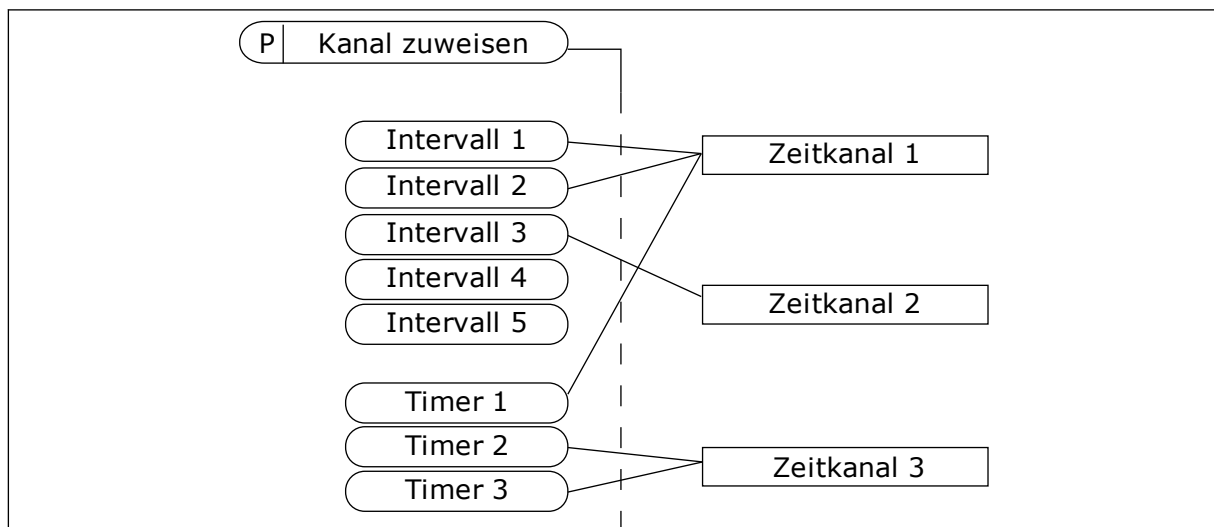 P Kanal zuweisen
Intervall 1
Zeitkanal 1
Intervall 2
Intervall 3
Intervall 4
Zeitkanal 2
Intervall 5
Timer 1
Timer 2
Zeitkanal 3
Timer 3